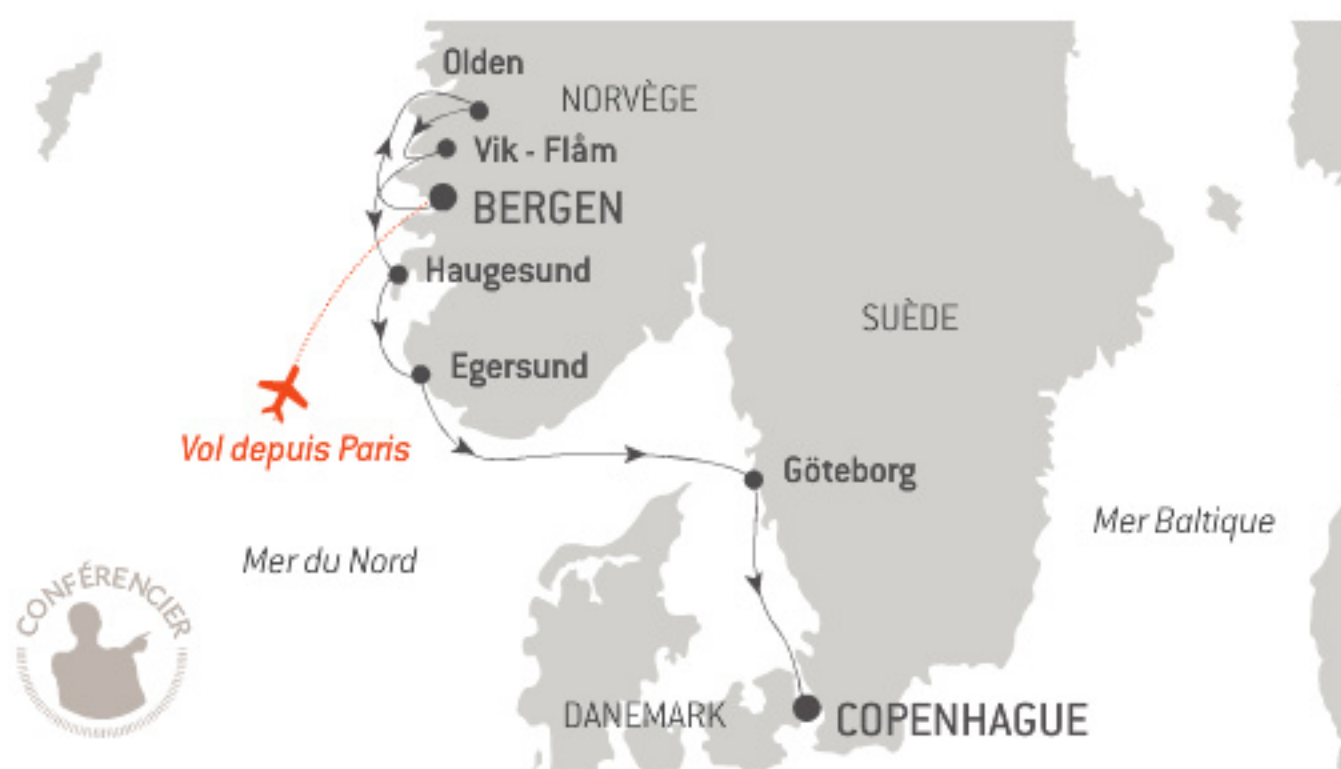 Olden
NORVÈGE
Vik - Flåm
BERGEN
Haugesund
SUÈDE
Egersund
Vol depuis Paris
Göteborg
Mer Baltique
Mer du Nord
CONFÉRENCIER
DANEMARK
COPENHAGUE